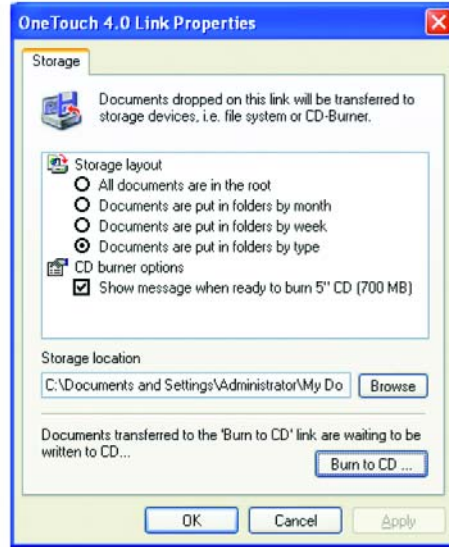 OneTouch 4.0 Link Properties
Storage
Documents dropped on this link will be transferred to
storage devices, i.e. file system or CD-Burner.
Storage layout
All documents are in the root
Documents are put in folders by month
Documents are put in folders by week
Documents are put in folders by type
CD burner options
Show message when ready to burn 5" CD (700 MB)
Storage location
C:\Documents and Settings\Administrator\My Do Browse
Documents transferred to the 'Burn to CD' link are waiting to be
written to CD...
Burn to CD ...
OK Cancel Apply